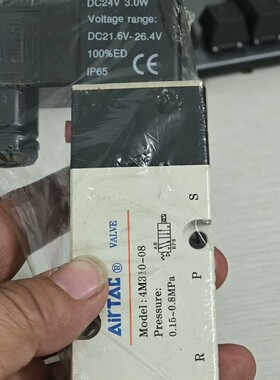 DC24V 3.0W
Voltage range:
DC21.6V-26.4V
100%ED
IP65
CE
AirTAC ®
VALVE
Model: 4M310-08
Pressure:
0.15~0.8MPa
S
P
R